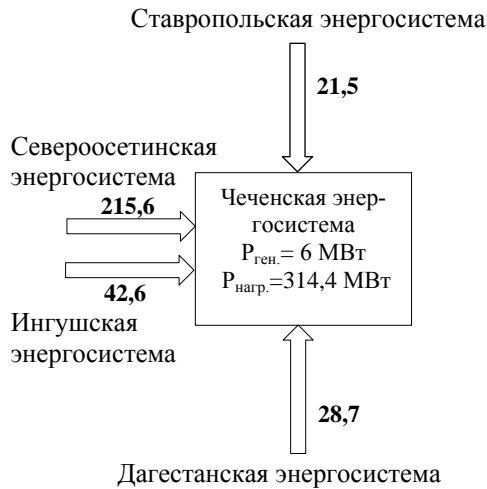 Ставропольская энергосистема
21,5
Североосетинская
энергосистема
215,6
Чеченская энер-
госистема
Pген.= 6 МВт
Pнагр.=314,4 МВт
42,6
Ингушская
энергосистема
28,7
Дагестанская энергосистема